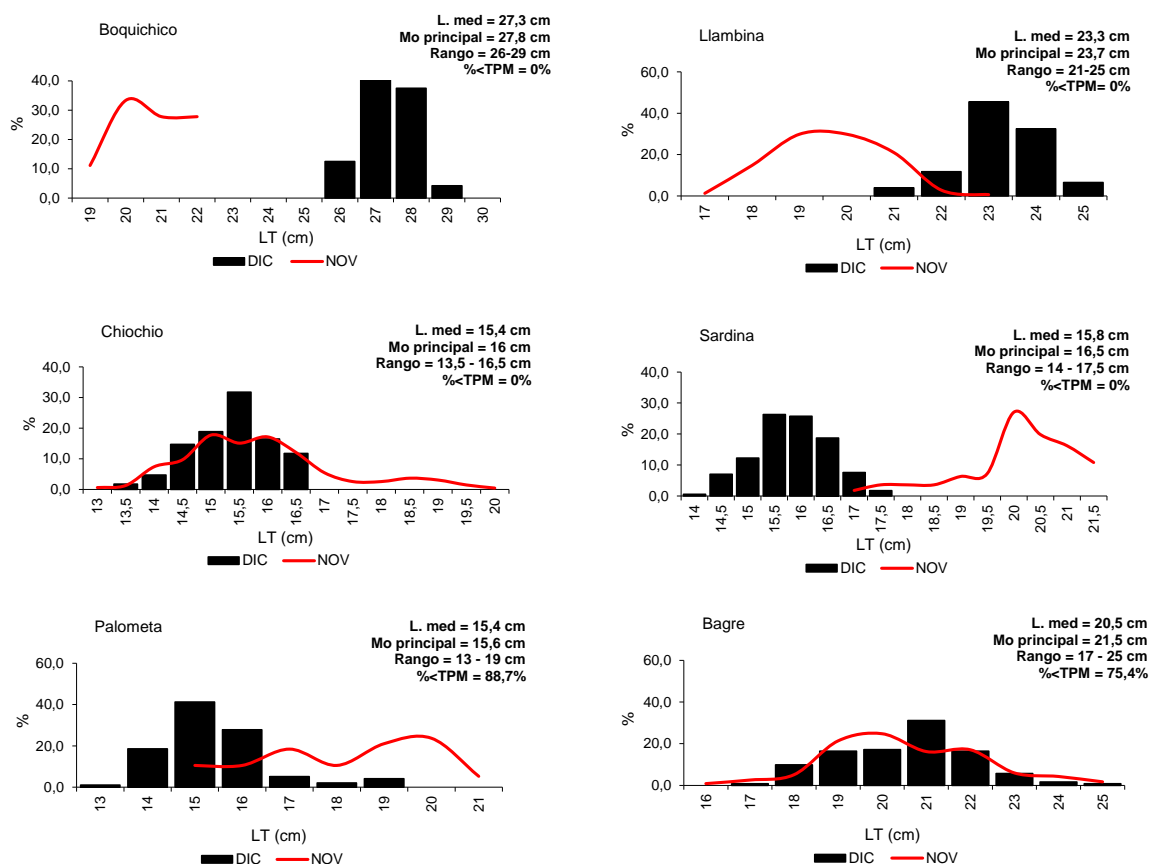 Boquichico
L. med = 27,3 cm
Mo principal = 27,8 cm
Rango = 26-29 cm
%<TPM = 0%
40,0
30,0
20,0
10,0
0,0
%
19 20 21 22 23 24 25 26 27 28 29 30
LT (cm)
DIC NOV
Llambina
L. med = 23,3 cm
Mo principal = 23,7 cm
Rango = 21-25 cm
%<TPM= 0%
60,0
40,0
20,0
0,0
%
17 18 19 20 21 22 23 24 25
LT (cm)
DIC NOV
Chiochio
L. med = 15,4 cm
Mo principal = 16 cm
Rango = 13,5 - 16,5 cm
%<TPM = 0%
40,0
30,0
20,0
10,0
0,0
%
13 13,5 14 14,5 15 15,5 16 16,5 17 17,5 18 18,5 19 19,5 20
LT (cm)
DIC NOV
Sardina
L. med = 15,8 cm
Mo principal = 16,5 cm
Rango = 14 - 17,5 cm
%<TPM = 0%
40,0
30,0
20,0
10,0
0,0
%
14 14,5 15 15,5 16 16,5 17 17,5 18 18,5 19 19,5 20 20,5 21 21,5
LT (cm)
DIC NOV
Palometa
L. med = 15,4 cm
Mo principal = 15,6 cm
Rango = 13 - 19 cm
%<TPM = 88,7%
60,0
40,0
20,0
0,0
%
13 14 15 16 17 18 19 20 21
LT (cm)
DIC NOV
Bagre
L. med = 20,5 cm
Mo principal = 21,5 cm
Rango = 17 - 25 cm
%<TPM = 75,4%
60,0
40,0
20,0
0,0
%
16 17 18 19 20 21 22 23 24 25
LT (cm)
DIC NOV